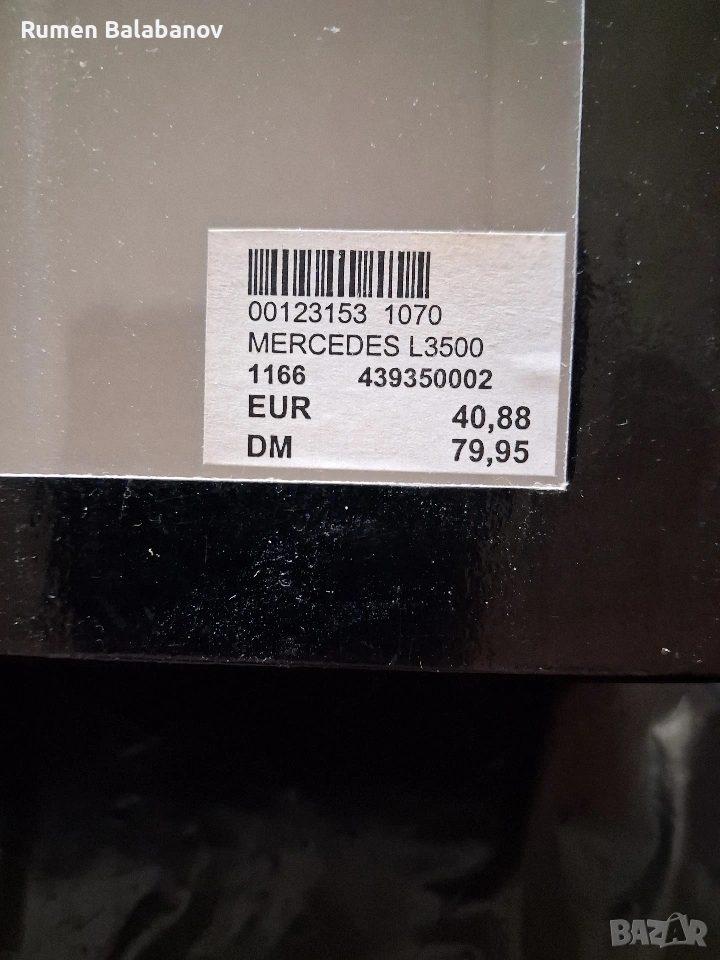 Rumen Balabanov
00123153 1070
MERCEDES L3500
1166 439350002
EUR 40,88
DM 79,95
BAZAR